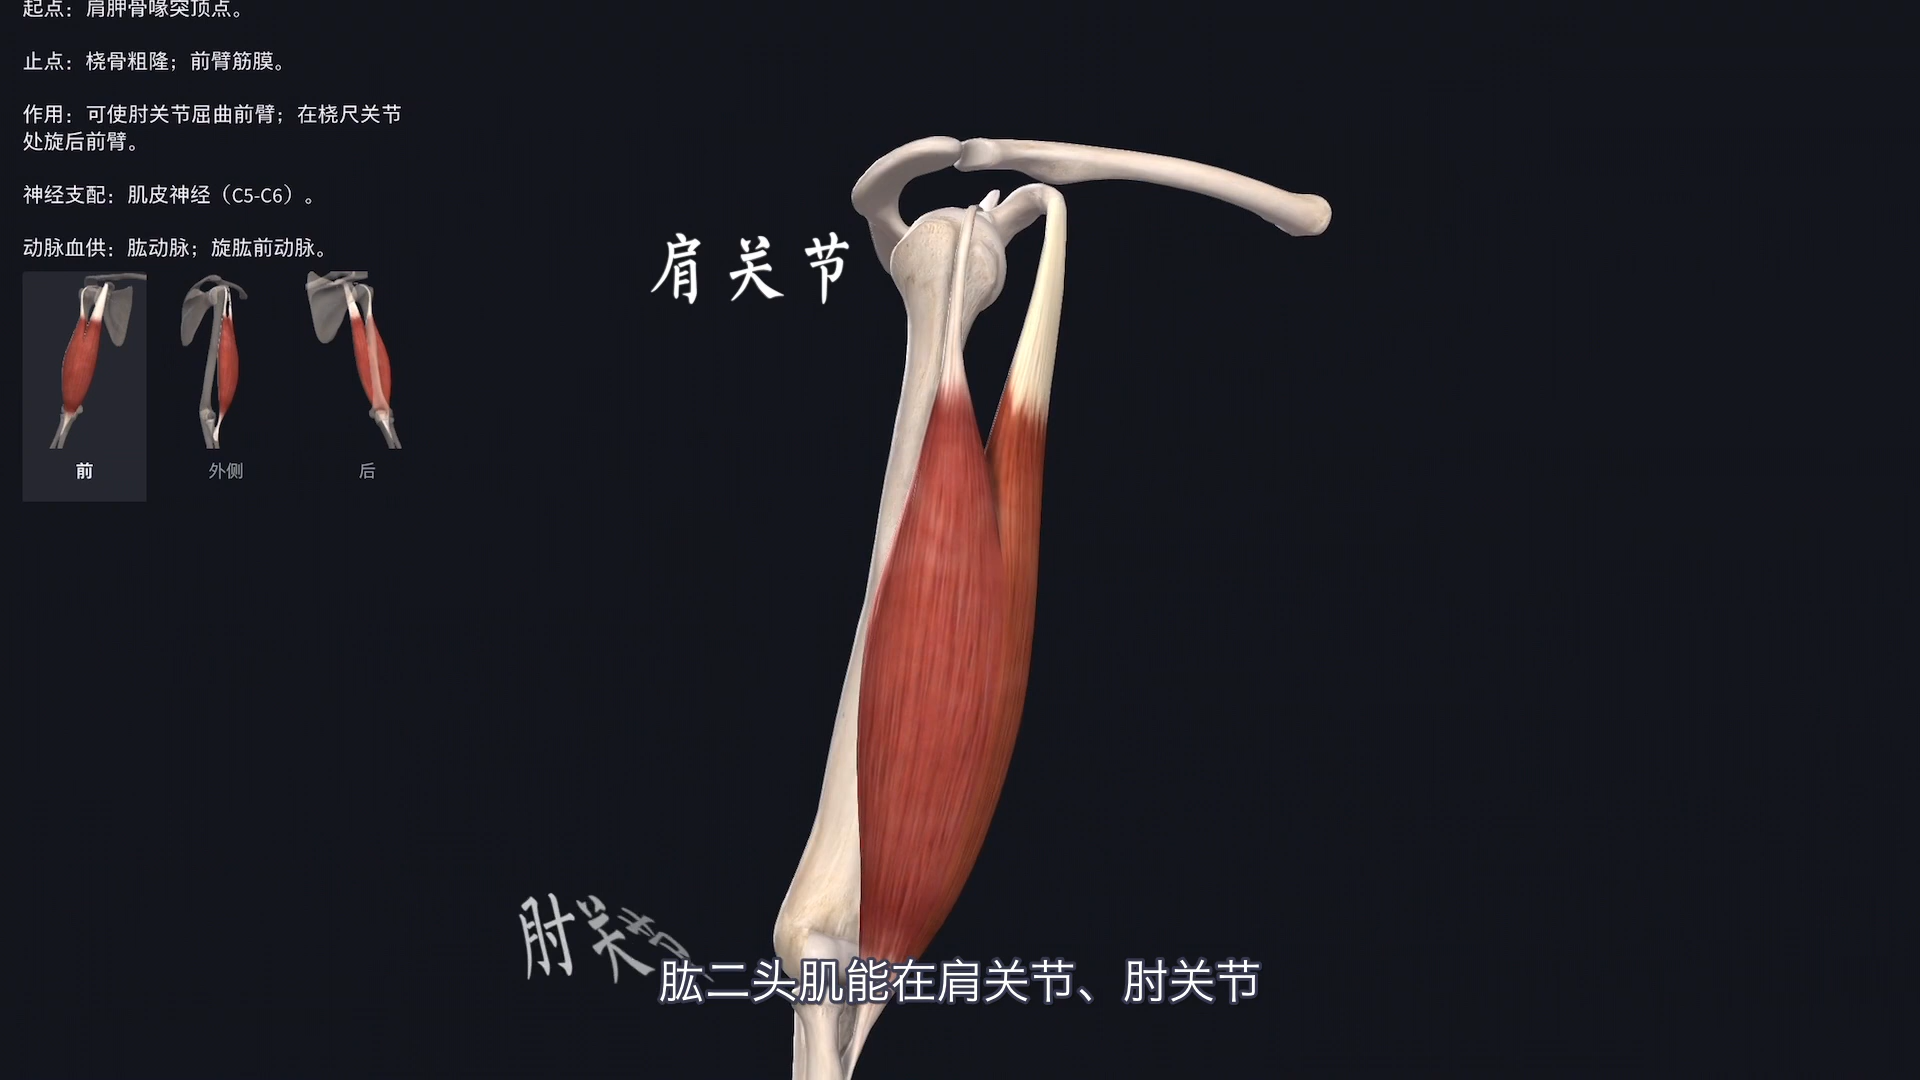 起点：肩胛骨喙突顶点。
止点：桡骨粗隆；前臂筋膜。
作用：可使肘关节屈曲前臂；在桡尺关节
处旋后前臂。
神经支配：肌皮神经（C5-C6）。
动脉血供：肱动脉；旋肱前动脉。
前
外侧
后
肩关节
肘关节
肱二头肌能在肩关节、肘关节